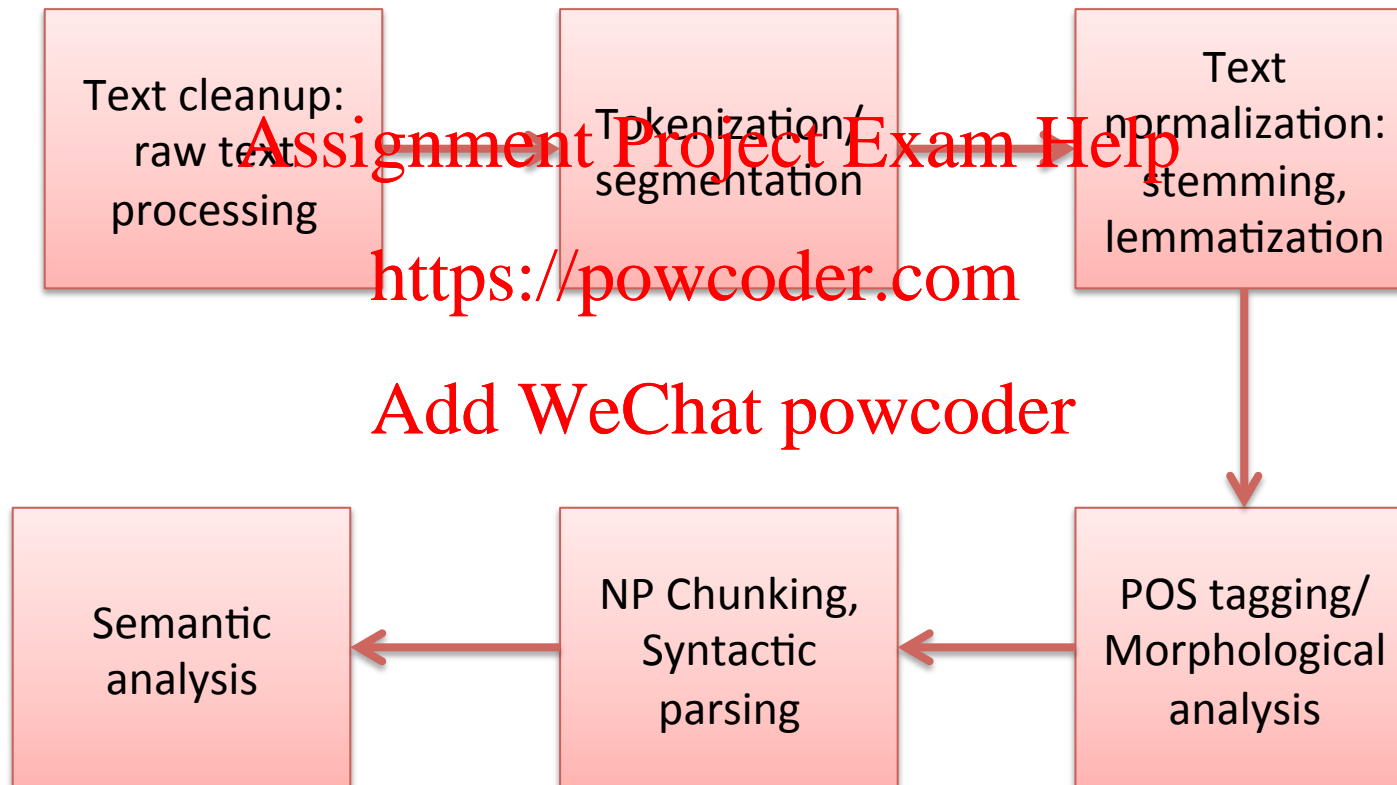 Text cleanup:
raw text
processing
Tokenization/
segmentation
Text
normalization:
stemming,
lemmatization
Assignment Project Exam Help
https://powcoder.com
Add WeChat powcoder
Semantic
analysis
NP Chunking,
Syntactic
parsing
POS tagging/
Morphological
analysis